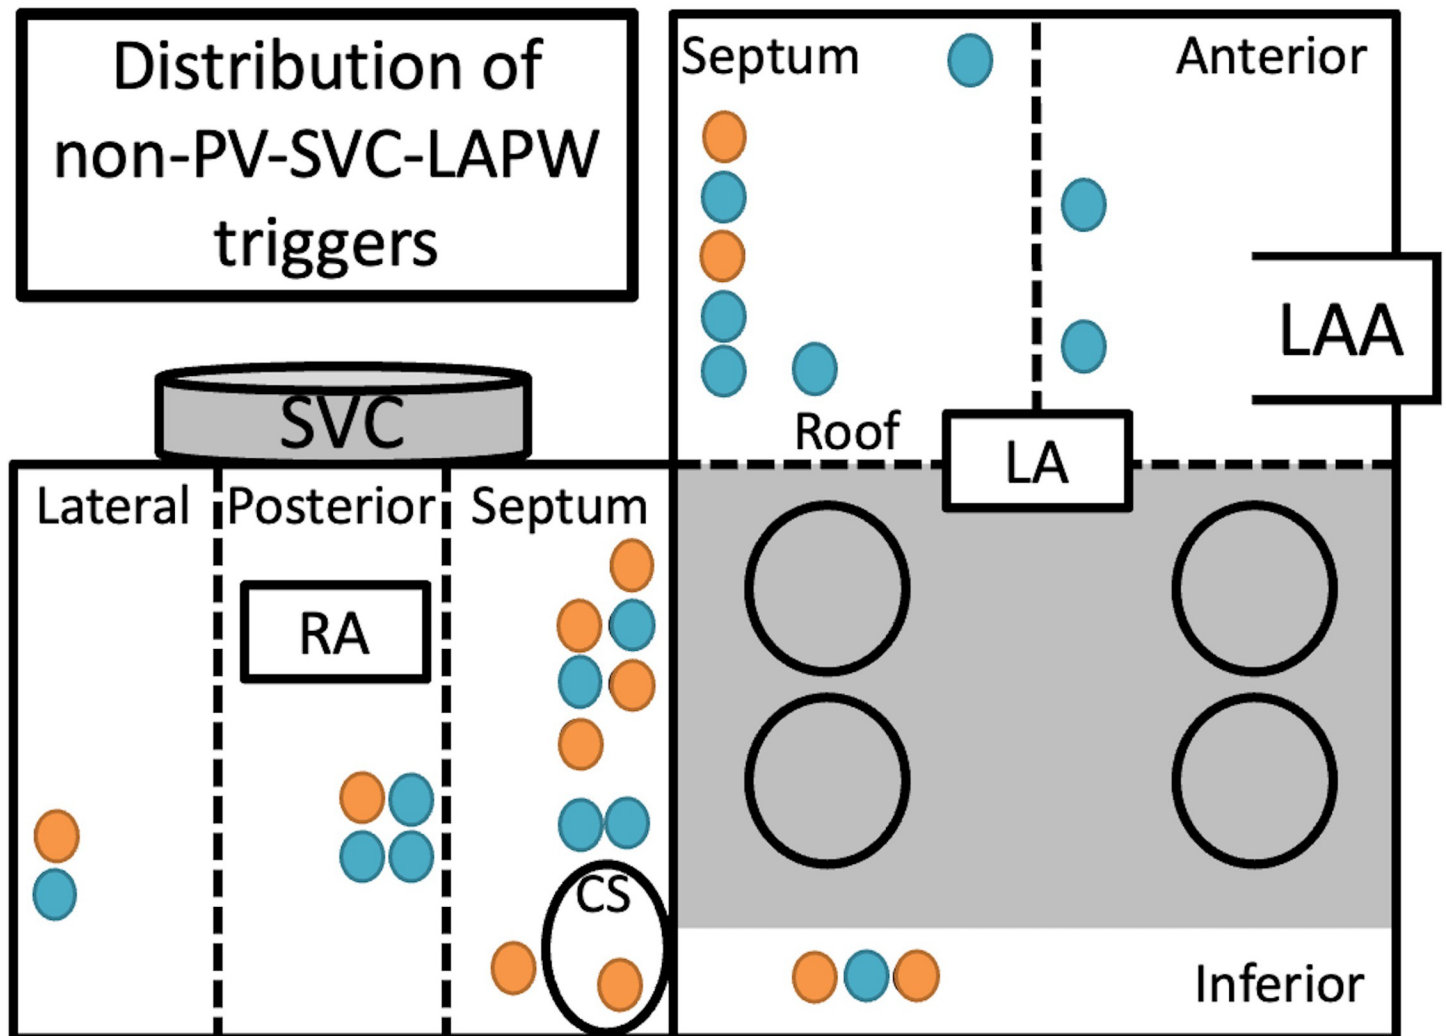 Distribution of
non-PV-SVC-LAPW
triggers
Septum
Anterior
LAA
SVC
Roof
LA
Lateral
Posterior
Septum
RA
CS
Inferior